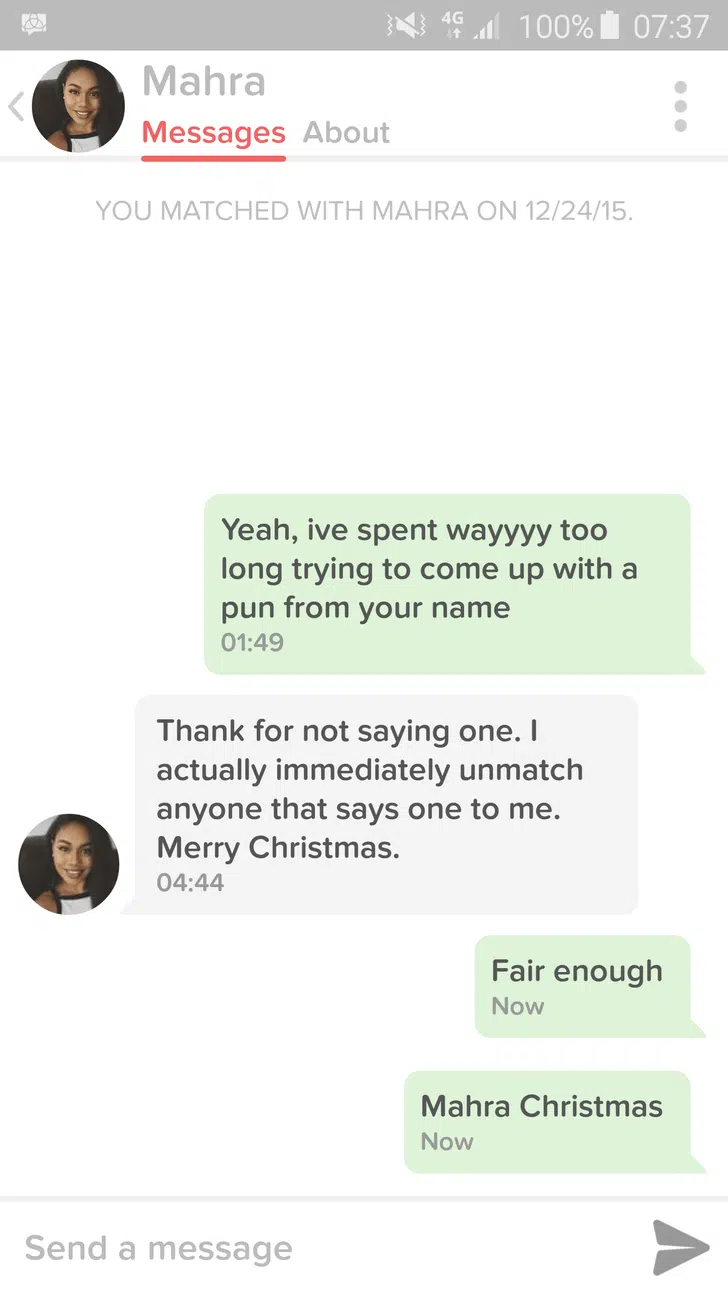 4G 100% 07:37
Mahra
Messages About
YOU MATCHED WITH MAHRA ON 12/24/15.
Yeah, ive spent wayyyy too
long trying to come up with a
pun from your name
01:49
Thank for not saying one. I
actually immediately unmatch
anyone that says one to me.
Merry Christmas.
04:44
Fair enough
Now
Mahra Christmas
Now
Send a message